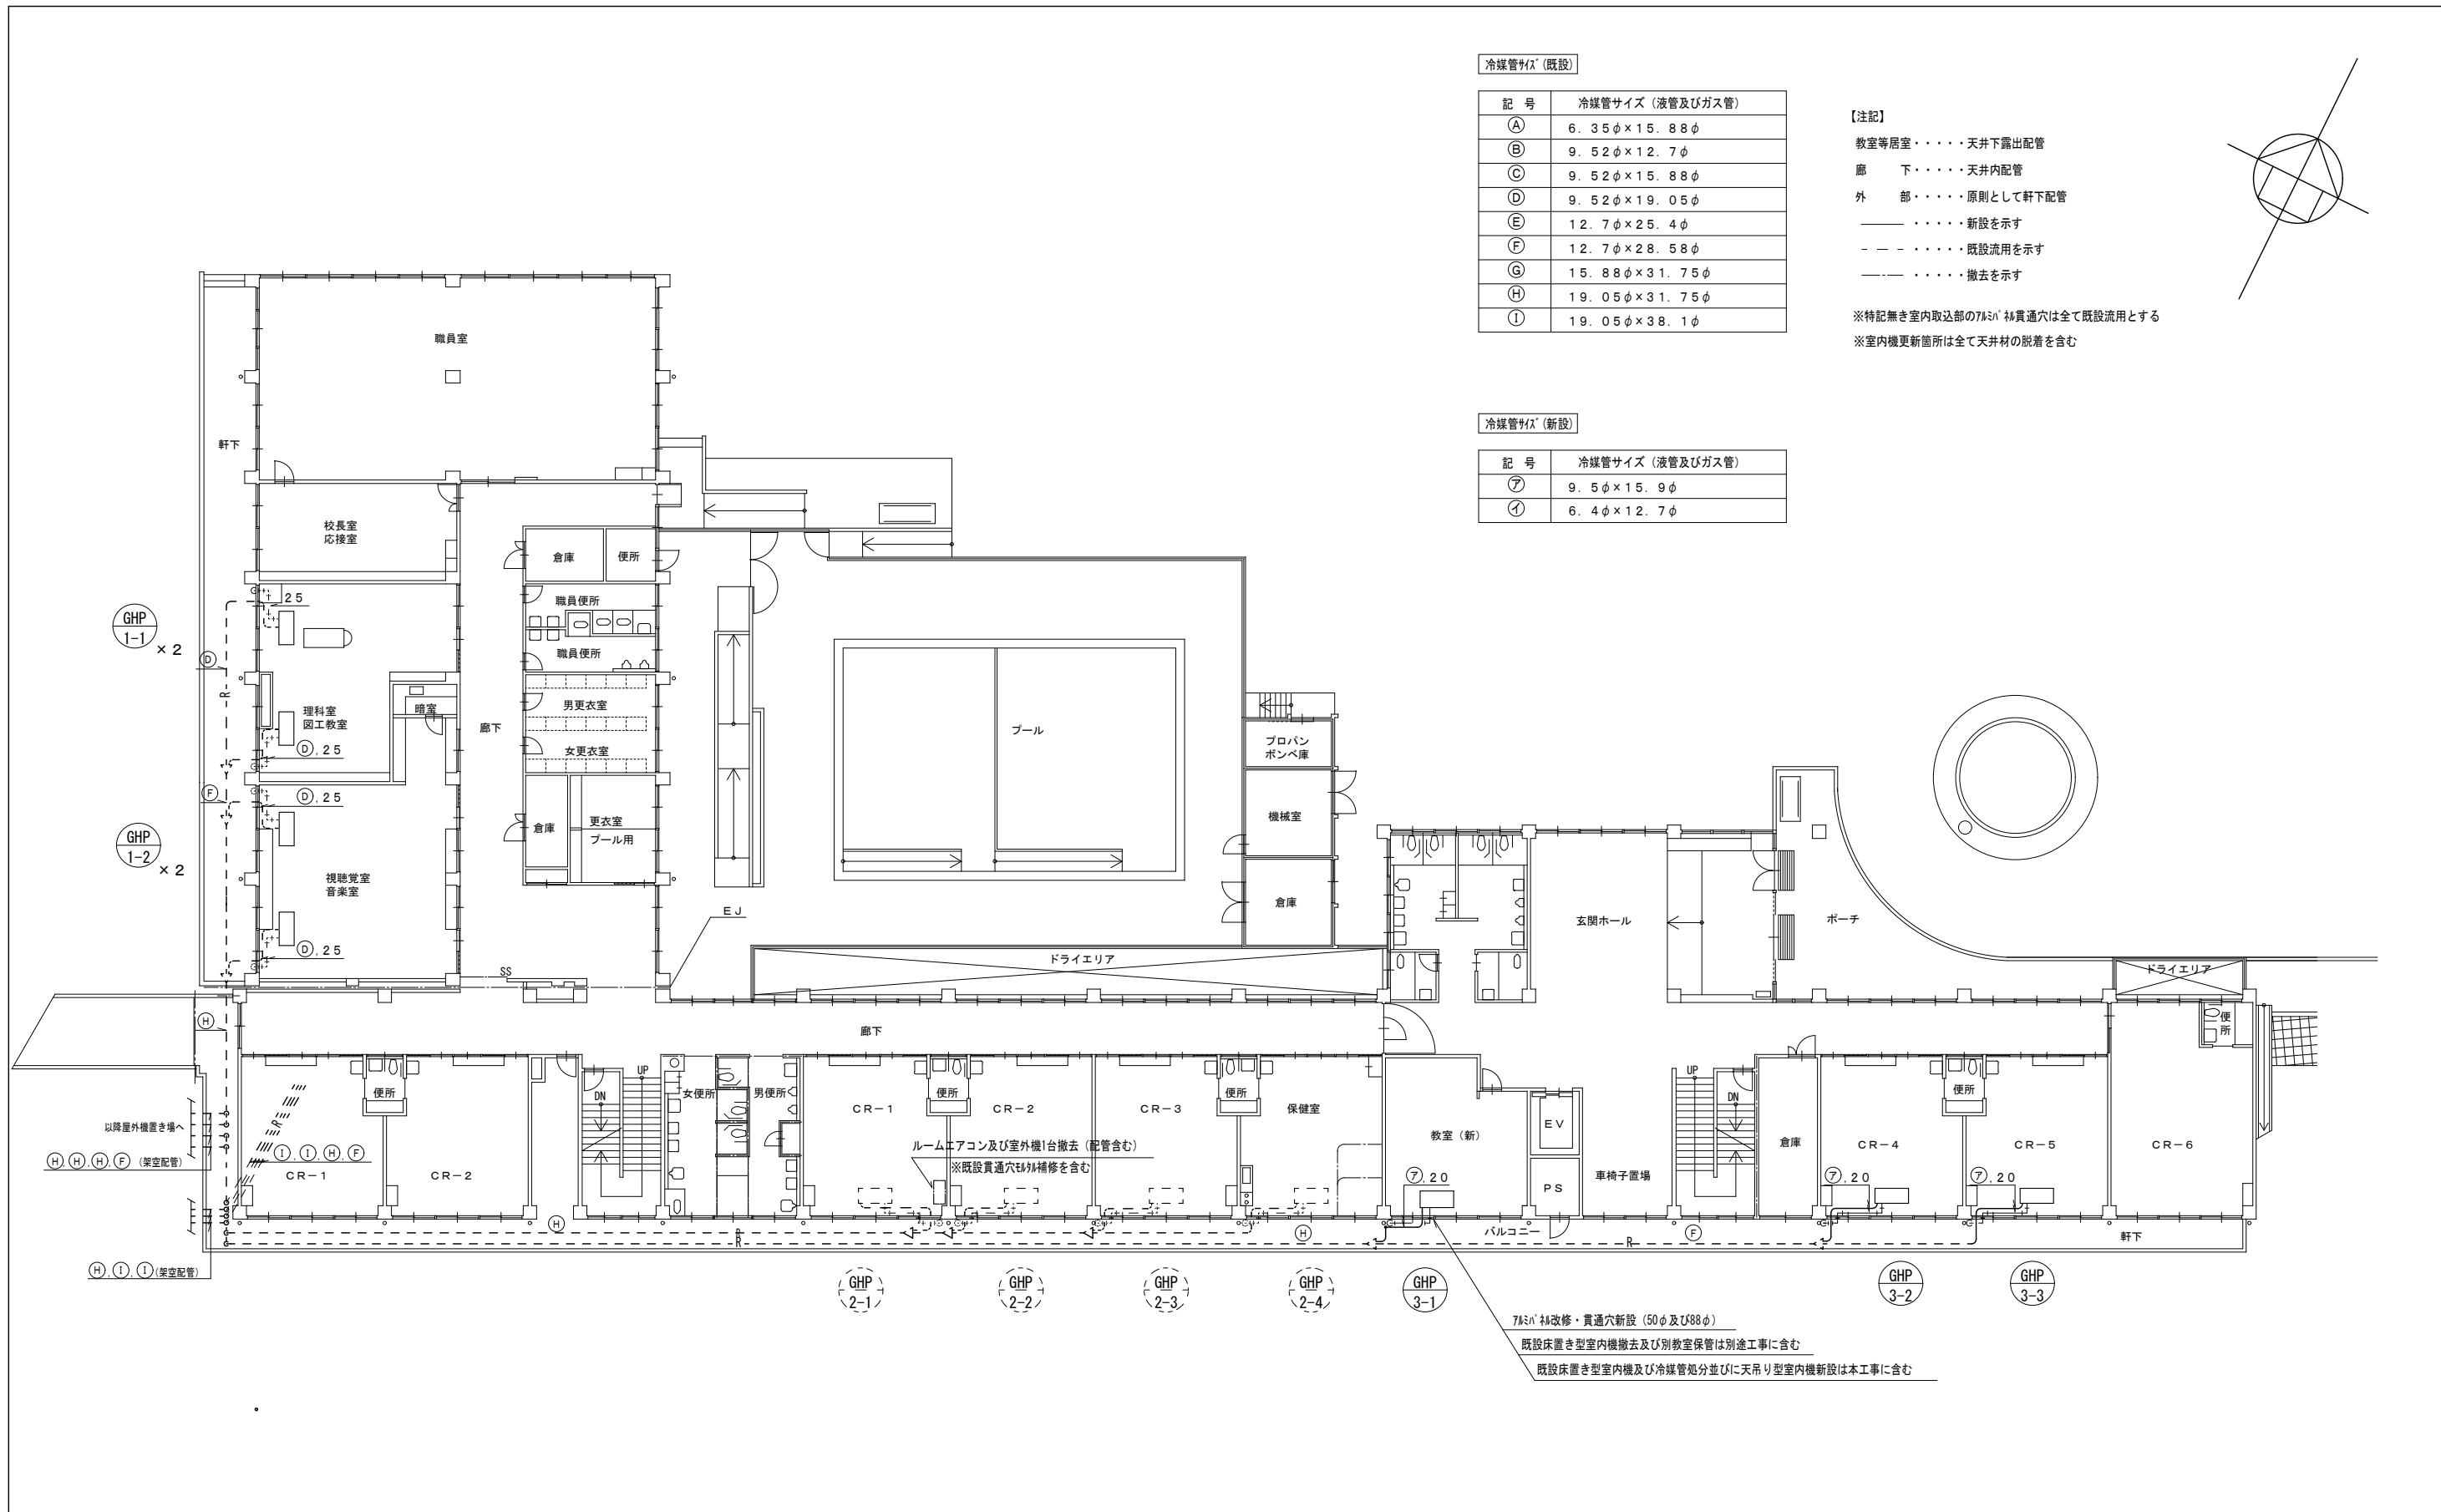 冷媒管ｻｲｽﾞ(既設)
記　号　冷媒管サイズ（液管及びガス管）
Ⓐ　６．３５φ×１５．８８φ
Ⓑ　９．５２φ×１２．７φ
Ⓒ　９．５２φ×１５．８８φ
Ⓓ　９．５２φ×１９．０５φ
Ⓔ　１２．７φ×２５．４φ
Ⓕ　１２．７φ×２８．５８φ
Ⓖ　１５．８８φ×３１．７５φ
Ⓗ　１９．０５φ×３１．７５φ
Ⓘ　１９．０５φ×３８．１φ
【注記】
教室等居室・・・・・天井下露出配管
廊　　下・・・・・天井内配管
外　　部・・・・・原則として軒下配管
・・・・・新設を示す
・・・・・既設流用を示す
・・・・・撤去を示す
※特記無き室内取込部のｱﾙﾐﾊﾟﾈﾙ貫通穴は全て既設流用とする
※室内機更新箇所は全て天井材の脱着を含む
冷媒管ｻｲｽﾞ(新設)
記　号　冷媒管サイズ（液管及びガス管）
㋐　９．５φ×１５．９φ
㋑　６．４φ×１２．７φ
職員室
軒下
校長室
応接室
倉庫
便所
職員便所
職員便所
２５
GHP
1-1
×２
Ⓓ
R
理科室
図工教室
暗室
Ⓓ,２５
廊下
男更衣室
女更衣室
プール
プロパン
ボンベ庫
Ⓕ
Ⓓ,２５
GHP
1-2
×２
倉庫
更衣室
プール用
機械室
視聴覚室
音楽室
Ⓓ,２５
倉庫
ＥＪ
玄関ホール
ポーチ
SS
ドライエリア
ドライエリア
Ⓗ
廊下
便所
便所
UP
DN
女便所
男便所
ＣＲ－１
便所
ＣＲ－２
ＣＲ－３
便所
保健室
教室（新）
ＥＶ
ＰＳ
車椅子置場
UP
DN
倉庫
ＣＲ－４
便所
ＣＲ－５
ＣＲ－６
以降屋外機置き場へ
Ⓗ,Ⓗ,Ⓗ,Ⓕ（架空配管）
R
Ⓘ,Ⓘ,Ⓗ,Ⓕ
ＣＲ－１
ＣＲ－２
ルームエアコン及び室外機1台撤去（配管含む）
※既設貫通穴ﾓﾙﾀﾙ補修を含む
㋐,２０
㋐,２０
㋐,２０
Ⓗ
R
Ⓗ
バルコニー
R
Ⓕ
軒下
Ⓗ,Ⓘ,Ⓘ(架空配管)
GHP
2-1
GHP
2-2
GHP
2-3
GHP
2-4
GHP
3-1
GHP
3-2
GHP
3-3
ｱﾙﾐﾊﾟﾈﾙ改修・貫通穴新設（50φ及び88φ）
既設床置き型室内機撤去及び別教室保管は別途工事に含む
既設床置き型室内機及び冷媒管処分並びに天吊り型室内機新設は本工事に含む